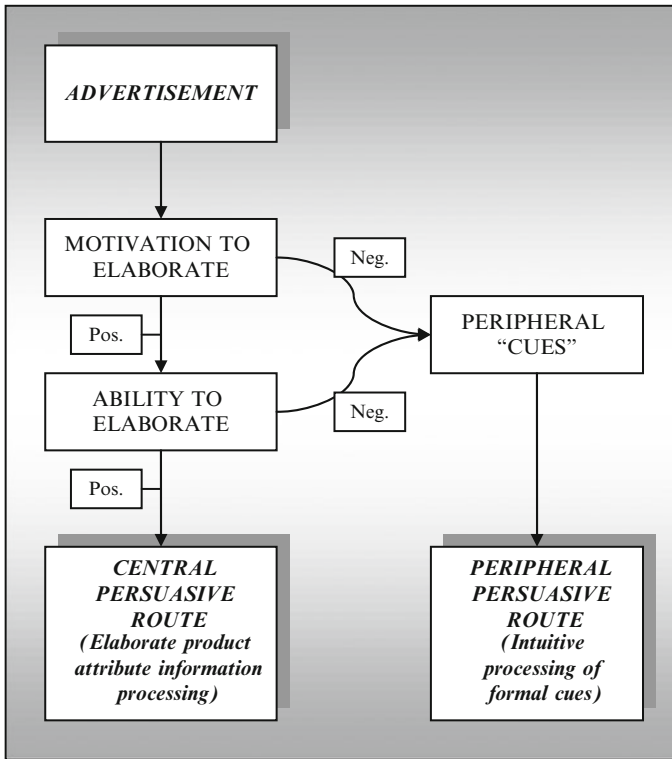 ADVERTISEMENT
MOTIVATION TO
ELABORATE
Neg.
Pos.
PERIPHERAL
“CUES”
ABILITY TO
ELABORATE
Neg.
Pos.
CENTRAL
PERSUASIVE
ROUTE
(Elaborate product
attribute information
processing)
PERIPHERAL
PERSUASIVE
ROUTE
(Intuitive
processing of
formal cues)